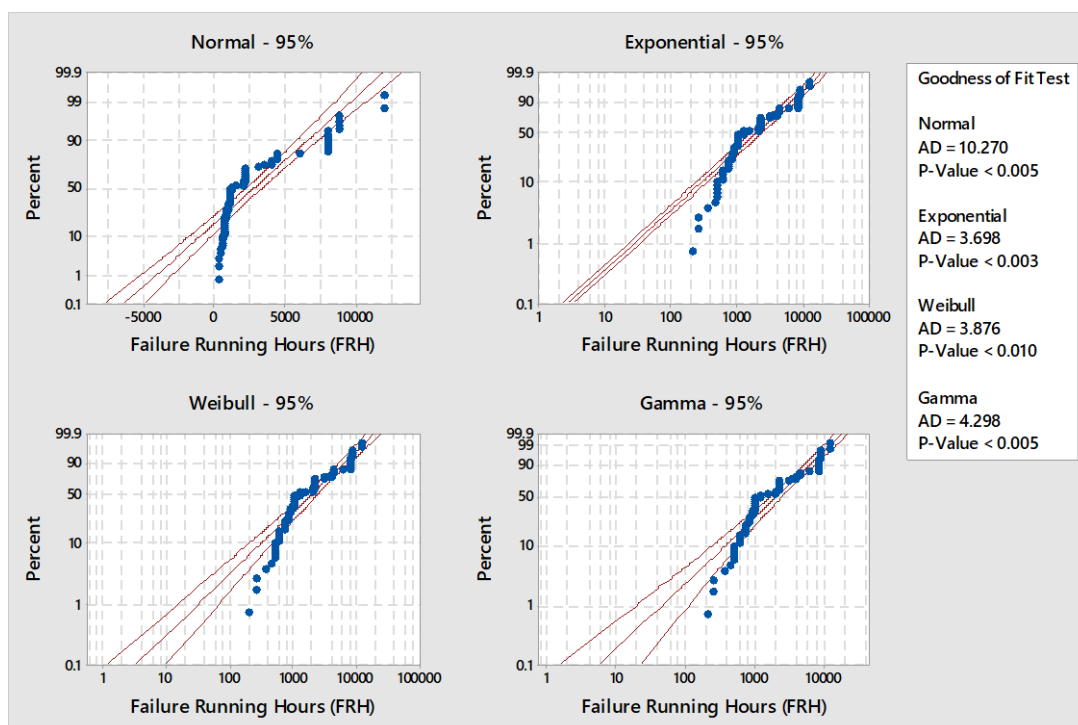 Normal - 95%
99.9
99
90
50
10
1
0.1
Percent
-5000
0
5000
10000
Failure Running Hours (FRH)
Exponential - 95%
99.9
90
50
10
1
0.1
Percent
1
10
100
1000
10000
100000
Failure Running Hours (FRH)
Weibull - 95%
99.9
90
50
10
1
0.1
Percent
1
10
100
1000
10000
100000
Failure Running Hours (FRH)
Gamma - 95%
99.9
99
90
50
10
1
0.1
Percent
1
10
100
1000
10000
Failure Running Hours (FRH)
Goodness of Fit Test
Normal
AD = 10.270
P-Value < 0.005
Exponential
AD = 3.698
P-Value < 0.003
Weibull
AD = 3.876
P-Value < 0.010
Gamma
AD = 4.298
P-Value < 0.005